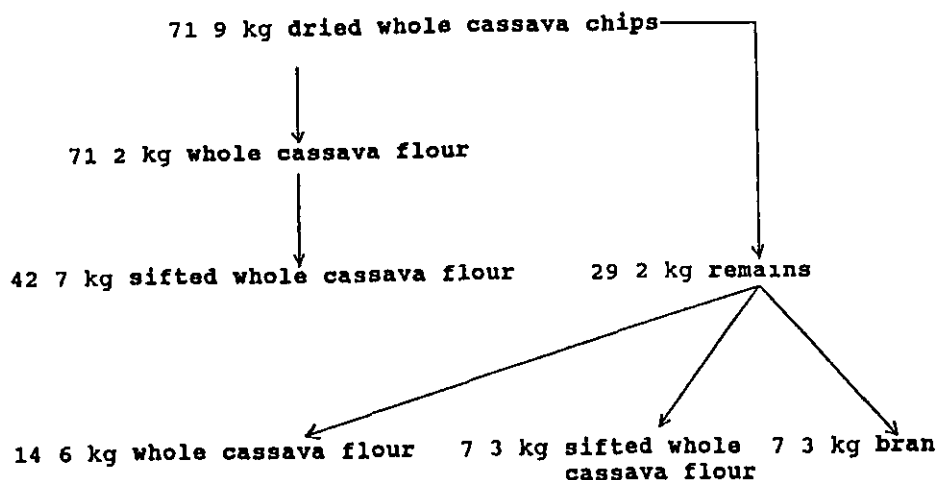 71 9 kg dried whole cassava chips
71 2 kg whole cassava flour
42 7 kg sifted whole cassava flour
29 2 kg remains
14 6 kg whole cassava flour
7 3 kg sifted whole
cassava flour
7 3 kg bran